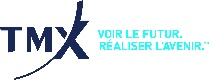 TMX
VOIR LE FUTUR.
RÉALISER L'AVENIR.™